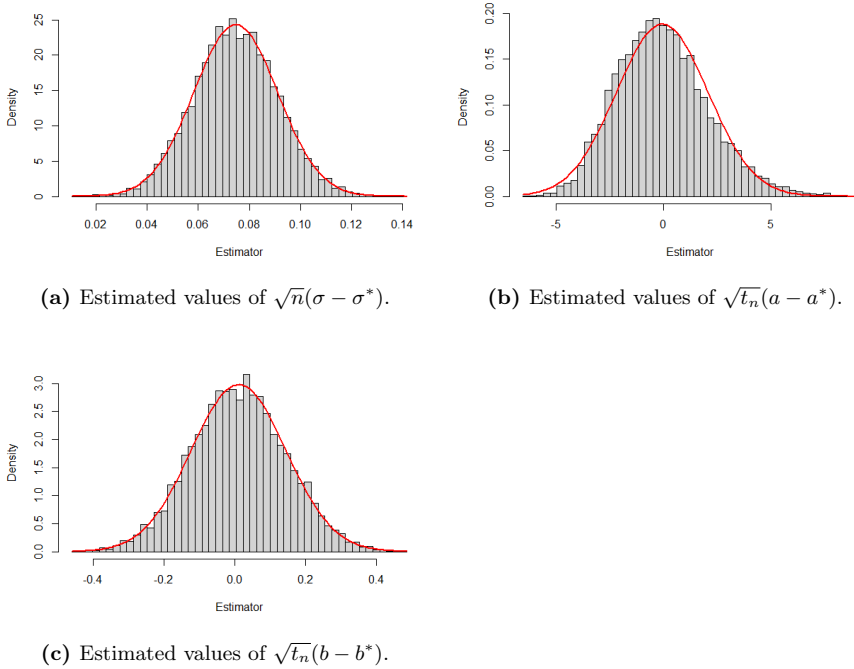 Density
0 5 10 15 20 25
0.02 0.04 0.06 0.08 0.10 0.12 0.14
Estimator
(a) Estimated values of √n(σ − σ*).
Density
0.00 0.05 0.10 0.15 0.20
-5 0 5
Estimator
(b) Estimated values of √tₙ(a − a*).
Density
0.0 0.5 1.0 1.5 2.0 2.5 3.0
-0.4 -0.2 0.0 0.2 0.4
Estimator
(c) Estimated values of √tₙ(b − b*).